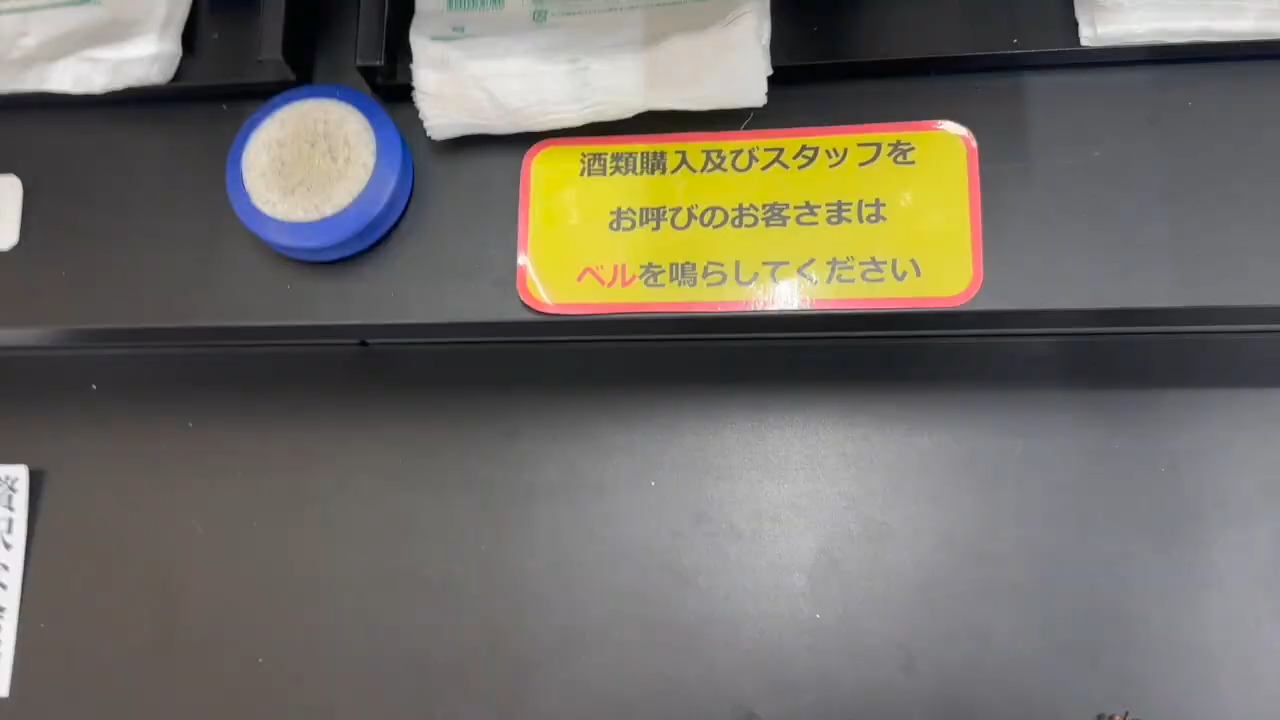 酒類購入及びスタッフを
お呼びのお客さまは
ベルを鳴らしてください